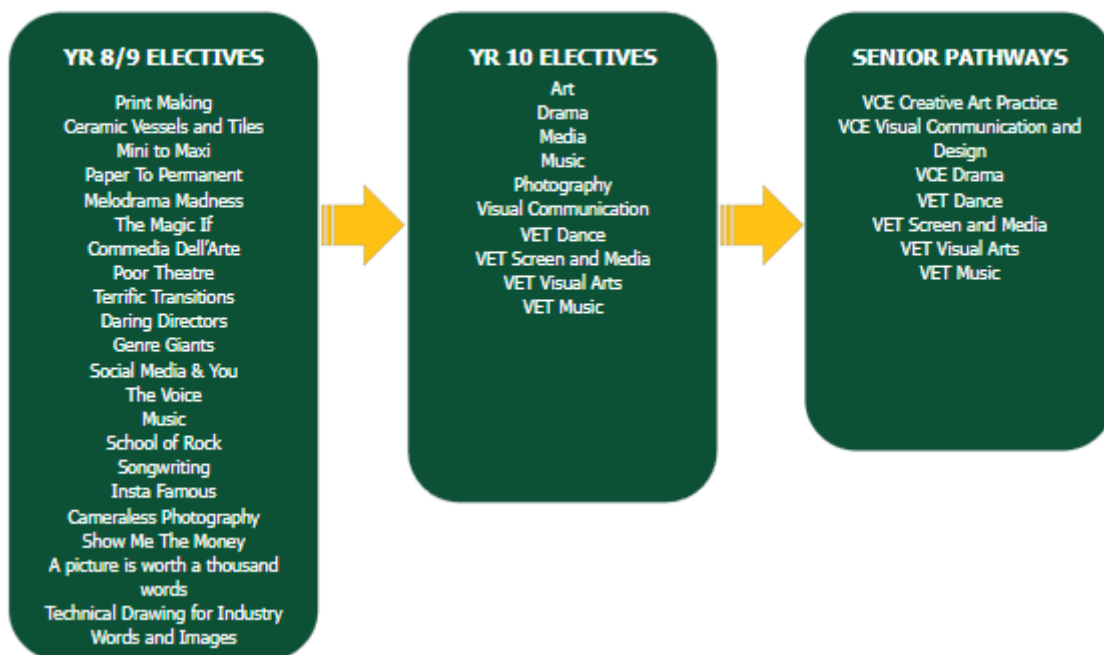 YR 8/9 ELECTIVES
Print Making
Ceramic Vessels and Tiles
Mini to Maxi
Paper To Permanent
Melodrama Madness
The Magic If
Commedia Dell'Arte
Poor Theatre
Terrific Transitions
Daring Directors
Genre Giants
Social Media & You
The Voice
Music
School of Rock
Songwriting
Insta Famous
Cameraless Photography
Show Me The Money
A picture is worth a thousand
words
Technical Drawing for Industry
Words and Images
YR 10 ELECTIVES
Art
Drama
Media
Music
Photography
Visual Communication
VET Dance
VET Screen and Media
VET Visual Arts
VET Music
SENIOR PATHWAYS
VCE Creative Art Practice
VCE Visual Communication and
Design
VCE Drama
VET Dance
VET Screen and Media
VET Visual Arts
VET Music